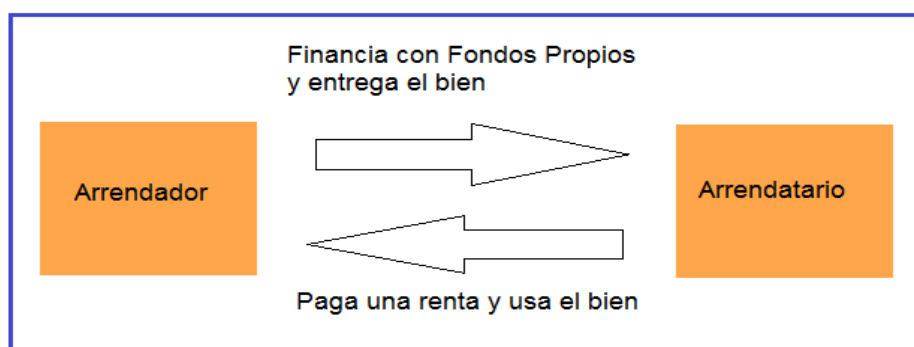 Financia con Fondos Propios
y entrega el bien
Arrendador
Arrendatario
Paga una renta y usa el bien